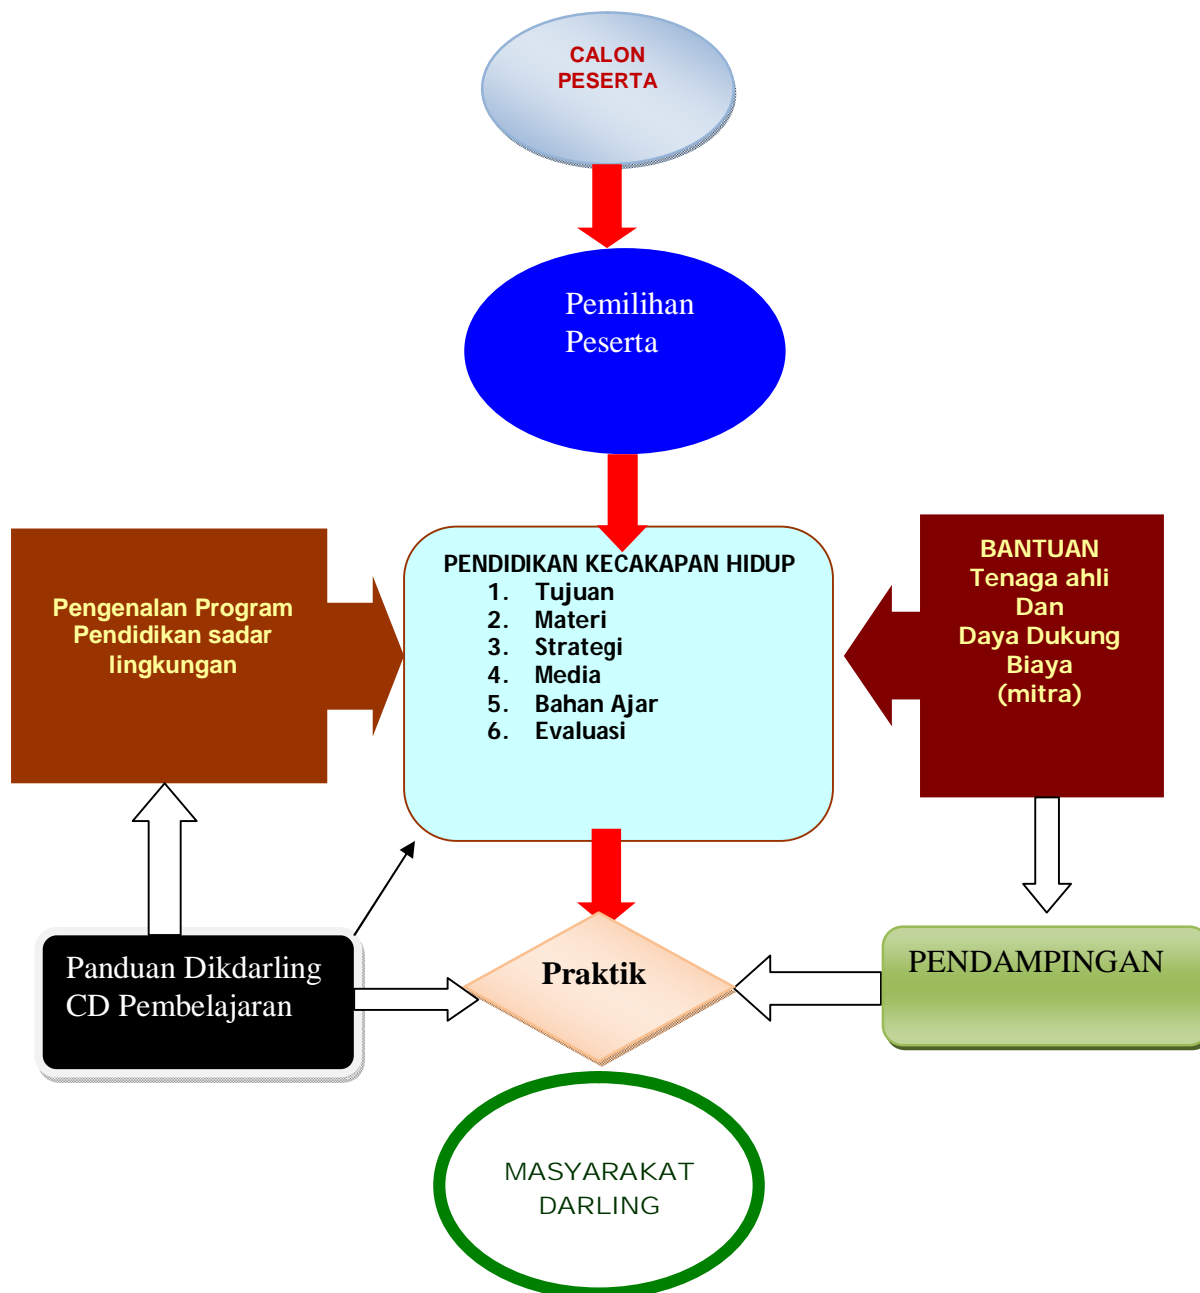 CALON
PESERTA
Pemilihan
Peserta
Pengenalan Program
Pendidikan sadar
lingkungan
PENDIDIKAN KECAKAPAN HIDUP
1. Tujuan
2. Materi
3. Strategi
4. Media
5. Bahan Ajar
6. Evaluasi
BANTUAN
Tenaga ahli
Dan
Daya Dukung
Biaya
(mitra)
Panduan Dikdarling
CD Pembelajaran
Praktik
PENDAMPINGAN
MASYARAKAT
DARLING